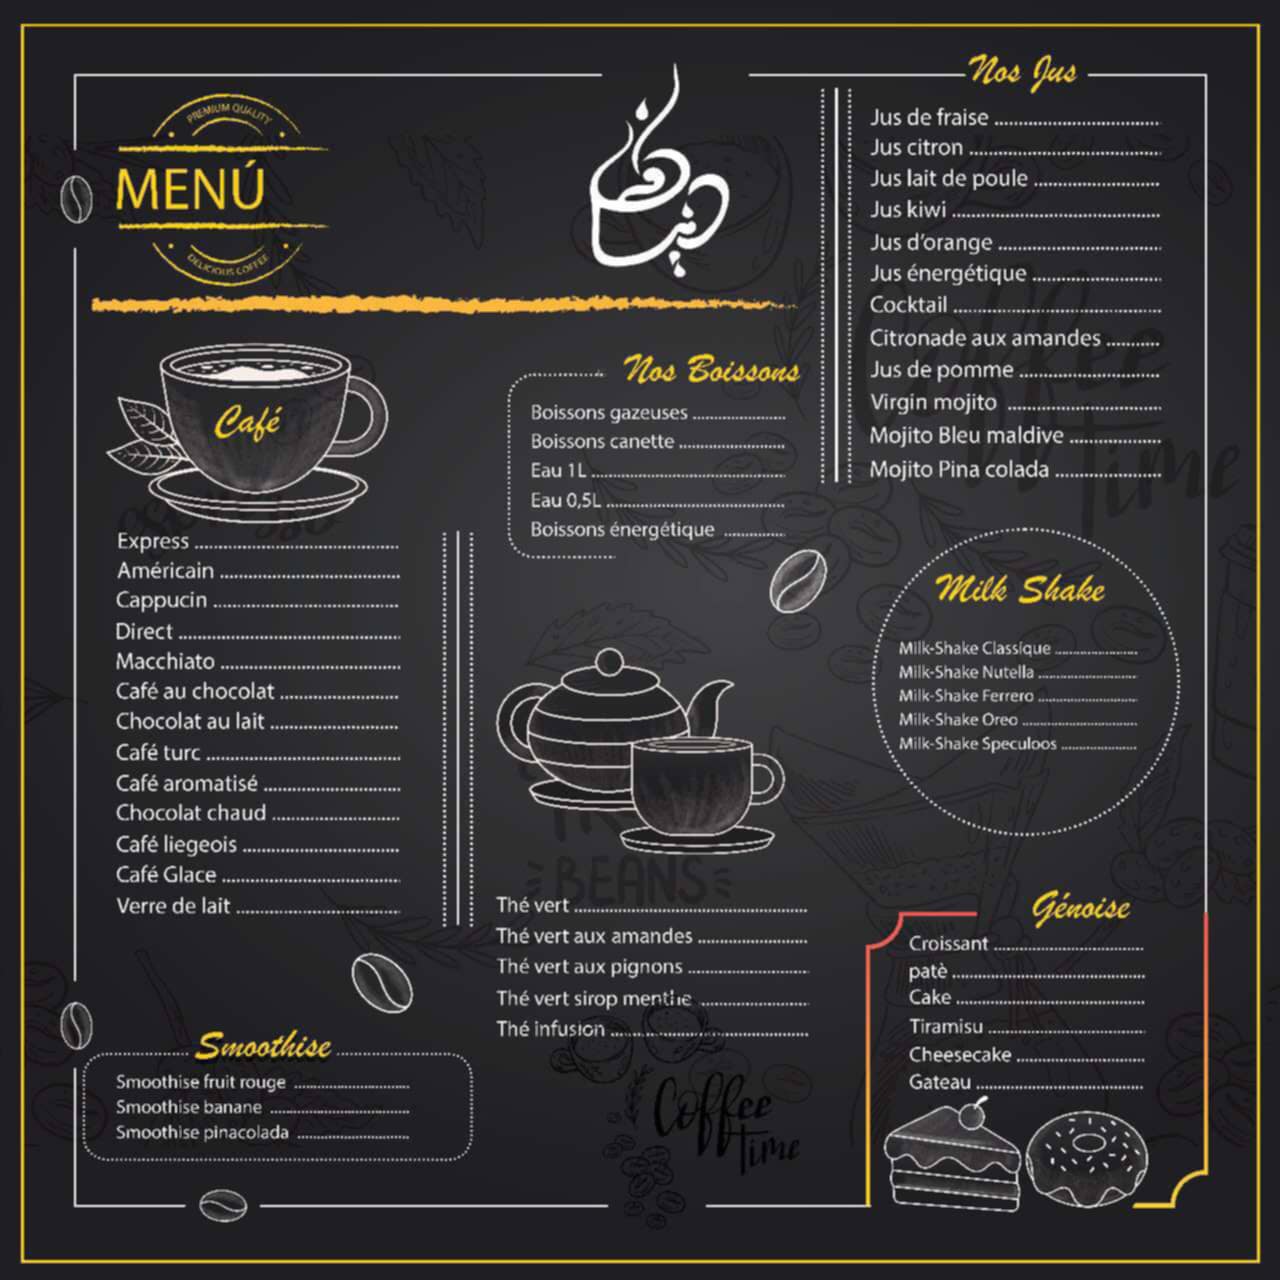 PREMIUM QUALITY
MENÚ
DELICIOUS COFFEE
Café
Express
Américain
Cappucin
Direct
Macchiato
Café au chocolat
Chocolat au lait
Café turc
Café aromatisé
Chocolat chaud
Café liegeois
Café Glace
Verre de lait
Smoothise
Smoothise fruit rouge
Smoothise banane
Smoothise pinacolada
Nos Boissons
Boissons gazeuses
Boissons canette
Eau 1L
Eau 0,5L
Boissons énergétique
BEANS
Thé vert
Thé vert aux amandes
Thé vert aux pignons
Thé vert sirop menthe
Thé infusion
Coffee
Time
Nos Jus
Jus de fraise
Jus citron
Jus lait de poule
Jus kiwi
Jus d'orange
Jus énergétique
Cocktail
Citronade aux amandes
Jus de pomme
Virgin mojito
Mojito Bleu maldive
Mojito Pina colada
Coffee
Time
Milk Shake
Milk-Shake Classique
Milk-Shake Nutella
Milk-Shake Ferrero
Milk-Shake Oreo
Milk-Shake Speculoos
Génoise
Croissant
patè
Cake
Tiramisu
Cheesecake
Gateau